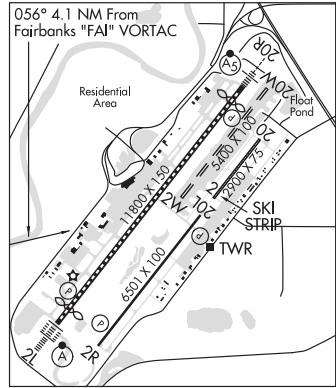 056° 4.1 NM From
Fairbanks "FAI" VORTAC
A5
20R
20W
Residential
Area
P
Float
Pond
20
5400 X 100
2900 X 75
11800 X 150
2
2W
20L
SKI
STRIP
P
TWR
6501 X 100
P
P
2L
A
2R